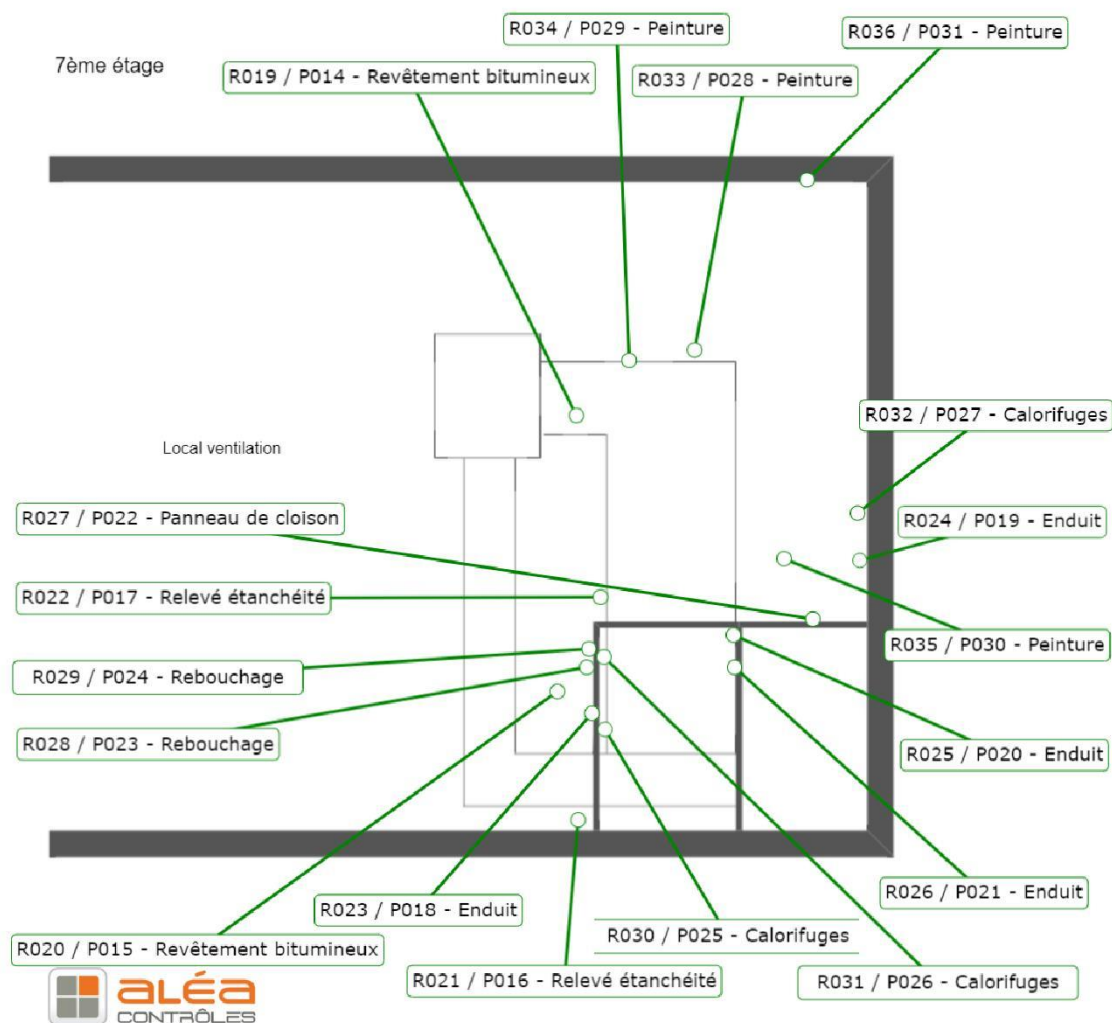 R034 / P029 - Peinture
R036 / P031 - Peinture
7ème étage
R019 / P014 - Revêtement bitumineux
R033 / P028 - Peinture
R032 / P027 - Calorifuges
Local ventilation
R027 / P022 - Panneau de cloison
R024 / P019 - Enduit
R022 / P017 - Relevé étanchéité
R035 / P030 - Peinture
R029 / P024 - Rebouchage
R028 / P023 - Rebouchage
R025 / P020 - Enduit
R026 / P021 - Enduit
R023 / P018 - Enduit
R030 / P025 - Calorifuges
R020 / P015 - Revêtement bitumineux
R021 / P016 - Relevé étanchéité
R031 / P026 - Calorifuges
aléa
CONTRÔLES